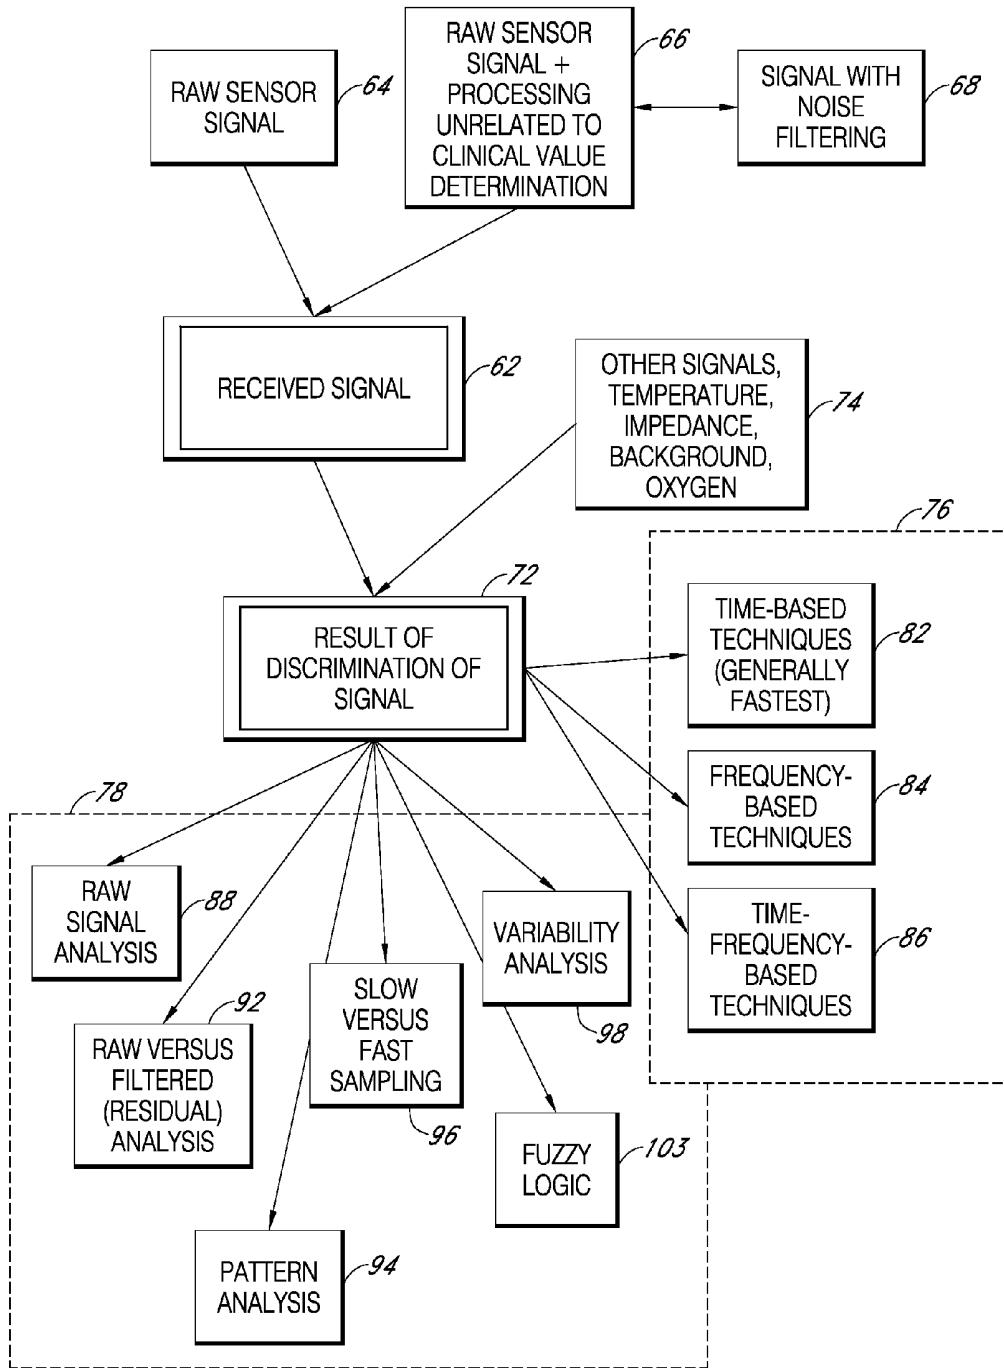 RAW SENSOR
SIGNAL
64
RAW SENSOR
SIGNAL +
PROCESSING
UNRELATED TO
CLINICAL VALUE
DETERMINATION
66
SIGNAL WITH
NOISE
FILTERING
68
RECEIVED SIGNAL
62
OTHER SIGNALS,
TEMPERATURE,
IMPEDANCE,
BACKGROUND,
OXYGEN
74
76
72
RESULT OF
DISCRIMINATION OF
SIGNAL
TIME-BASED
TECHNIQUES
(GENERALLY
FASTEST)
82
FREQUENCY-
BASED
TECHNIQUES
84
TIME-
FREQUENCY-
BASED
TECHNIQUES
86
78
RAW
SIGNAL
ANALYSIS
88
VARIABILITY
ANALYSIS
98
92
RAW VERSUS
FILTERED
(RESIDUAL)
ANALYSIS
SLOW
VERSUS
FAST
SAMPLING
96
FUZZY
LOGIC
103
PATTERN
ANALYSIS
94